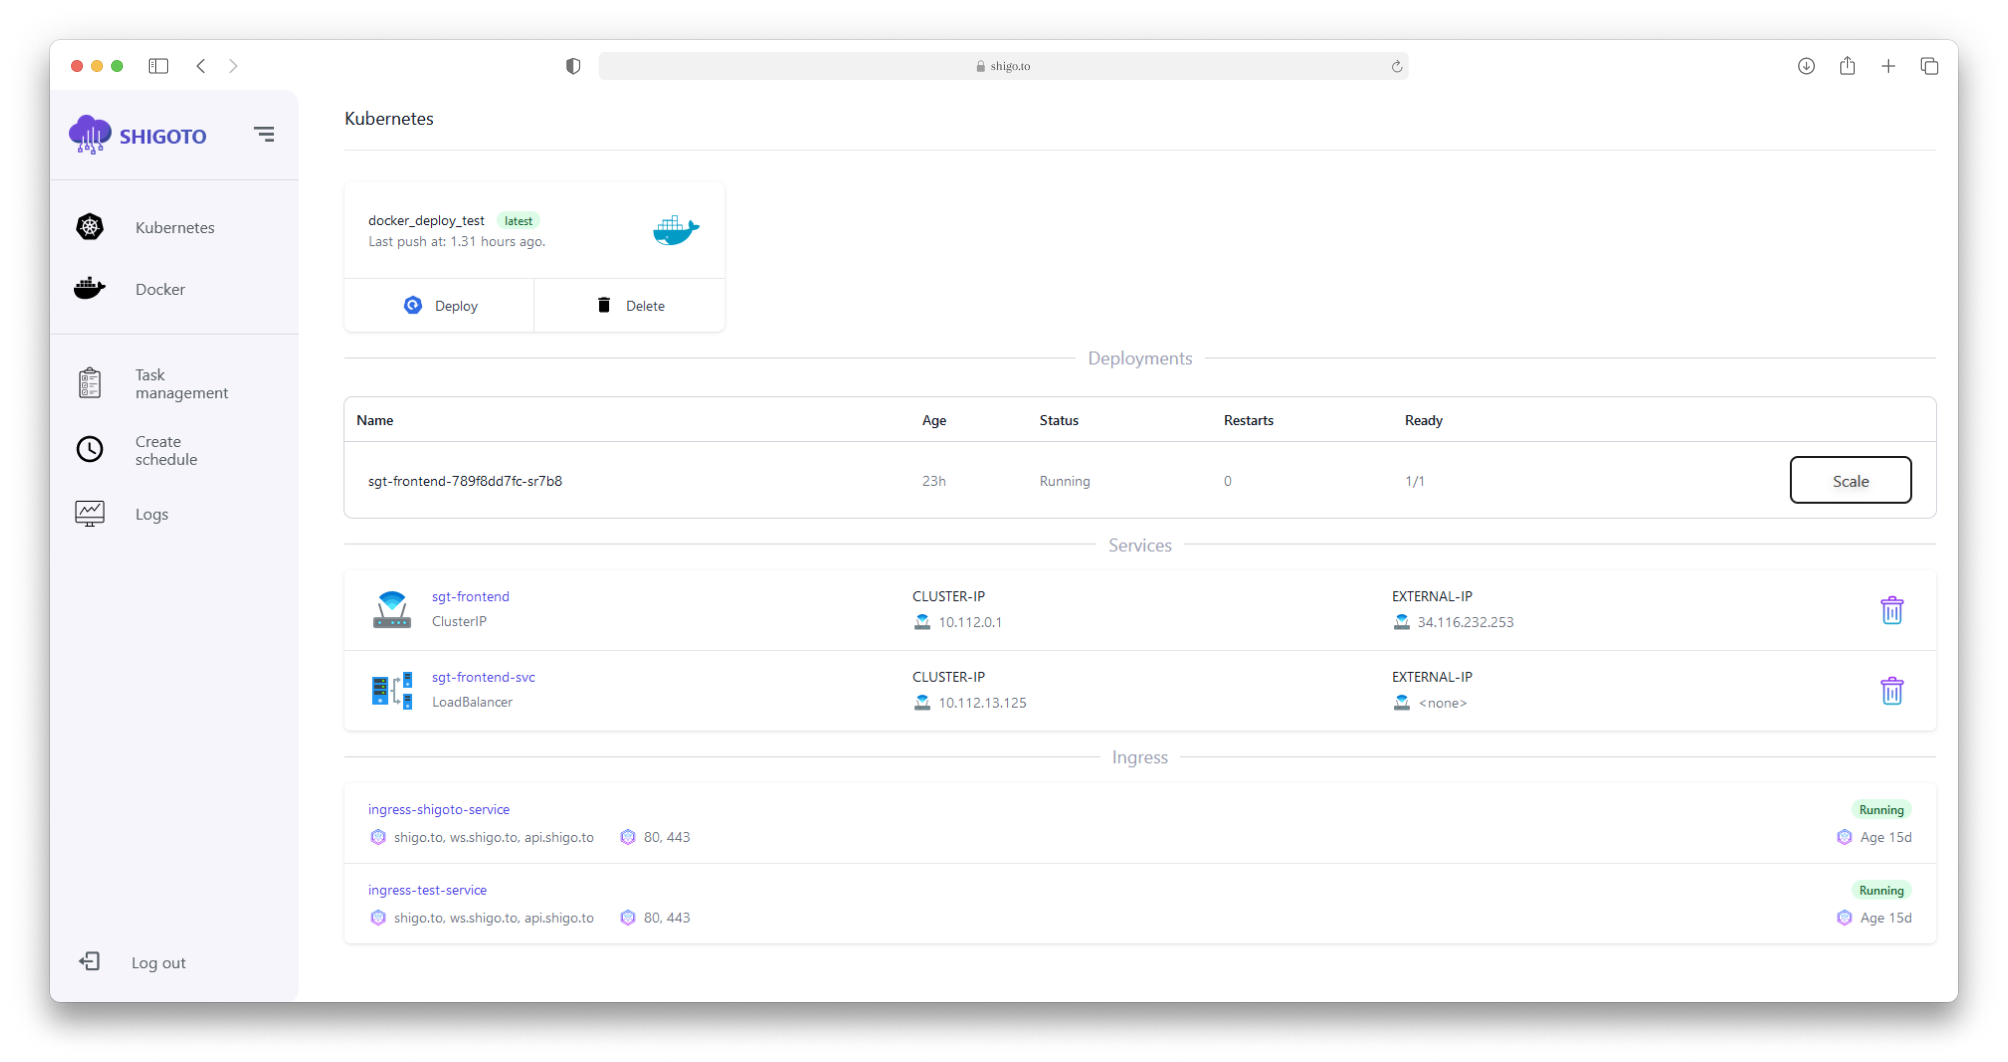 shigo.to
SHIGOTO
Kubernetes
Docker
Task
management
Create
schedule
Logs
Log out
Kubernetes
docker_deploy_test latest
Last push at: 1.31 hours ago.
Deploy Delete
Deployments
Name Age Status Restarts Ready
sgt-frontend-789f8dd7fc-sr7b8 23h Running 0 1/1 Scale
Services
sgt-frontend CLUSTER-IP EXTERNAL-IP
ClusterIP 10.112.0.1 34.116.232.253
sgt-frontend-svc CLUSTER-IP EXTERNAL-IP
LoadBalancer 10.112.13.125 <none>
Ingress
ingress-shigoto-service Running
shigo.to, ws.shigo.to, api.shigo.to 80, 443 Age 15d
ingress-test-service Running
shigo.to, ws.shigo.to, api.shigo.to 80, 443 Age 15d